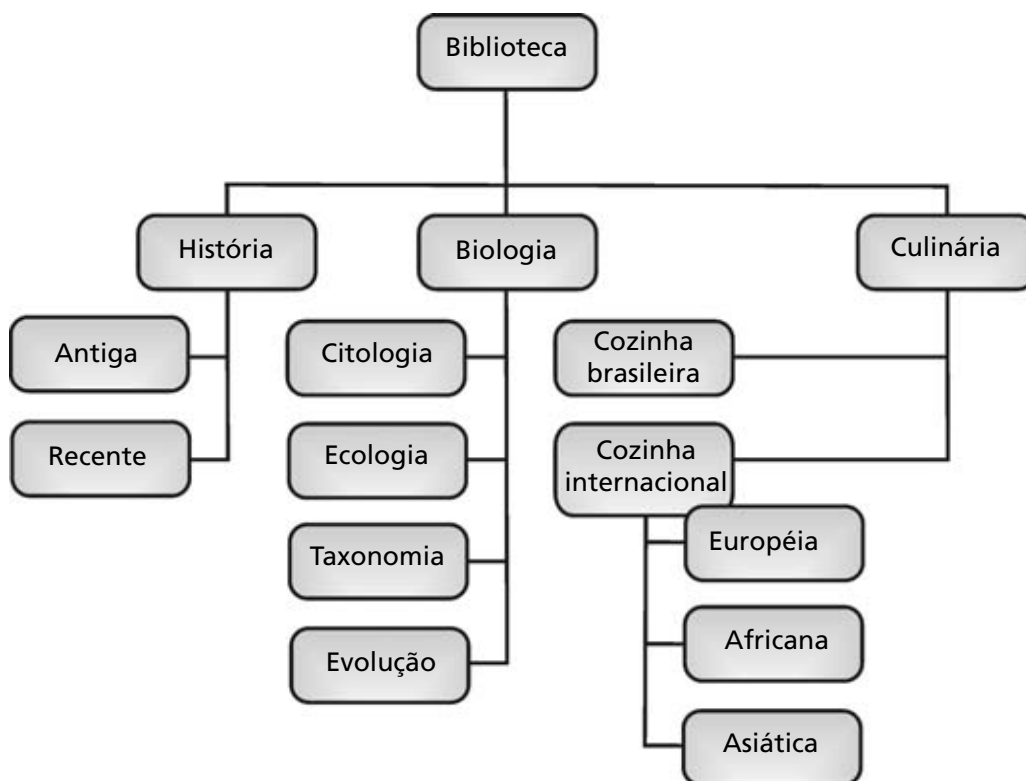 Biblioteca
História
Biologia
Culinária
Antiga
Recente
Citologia
Ecologia
Taxonomia
Evolução
Cozinha
brasileira
Cozinha
internacional
Européia
Africana
Asiática